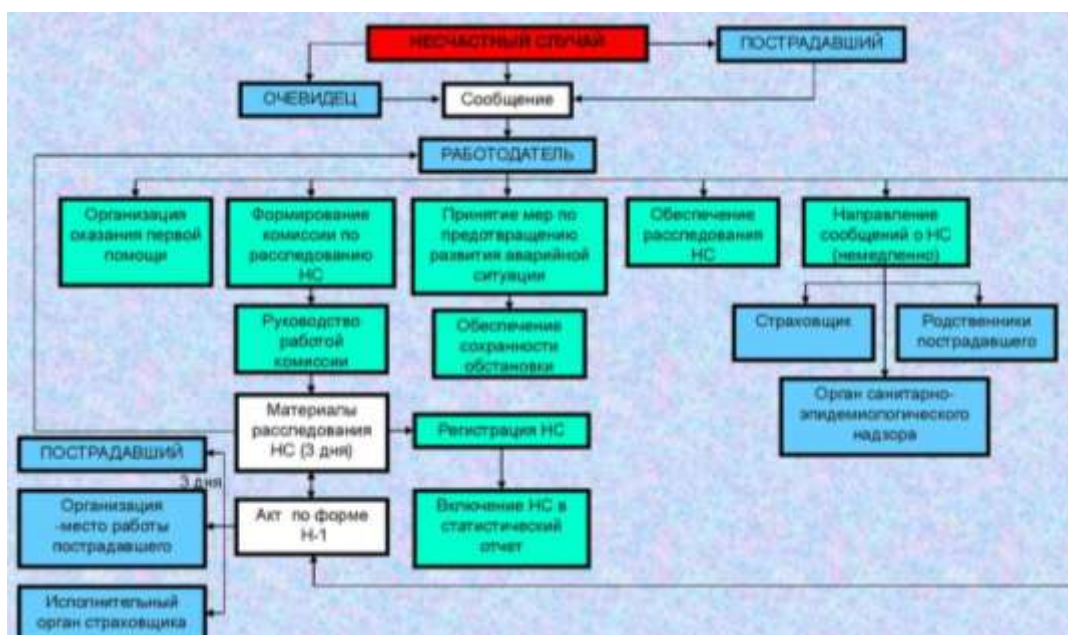 НЕСЧАСТНЫЙ СЛУЧАЙ
ПОСТРАДАВШИЙ
ОЧЕВИДЕЦ
Сообщение
РАБОТОДАТЕЛЬ
Организация
оказания первой
помощи
Формирование
комиссии по
расследованию
НС
Принятие мер по
предотвращению
развития аварийной
ситуации
Обеспечение
расследования
НС
Направление
сообщений о НС
(немедленно)
Руководство
работой
комиссии
Обеспечение
сохранности
обстановки
Страховщик
Родственники
пострадавшего
Орган санитарно-
эпидемиологического
надзора
Материалы
расследования
НС (3 дня)
Регистрация НС
ПОСТРАДАВШИЙ
3 дня
Организация
-место работы
пострадавшего
Акт по форме
Н-1
Включение НС в
статистический
отчет
Исполнительный
орган страховщика